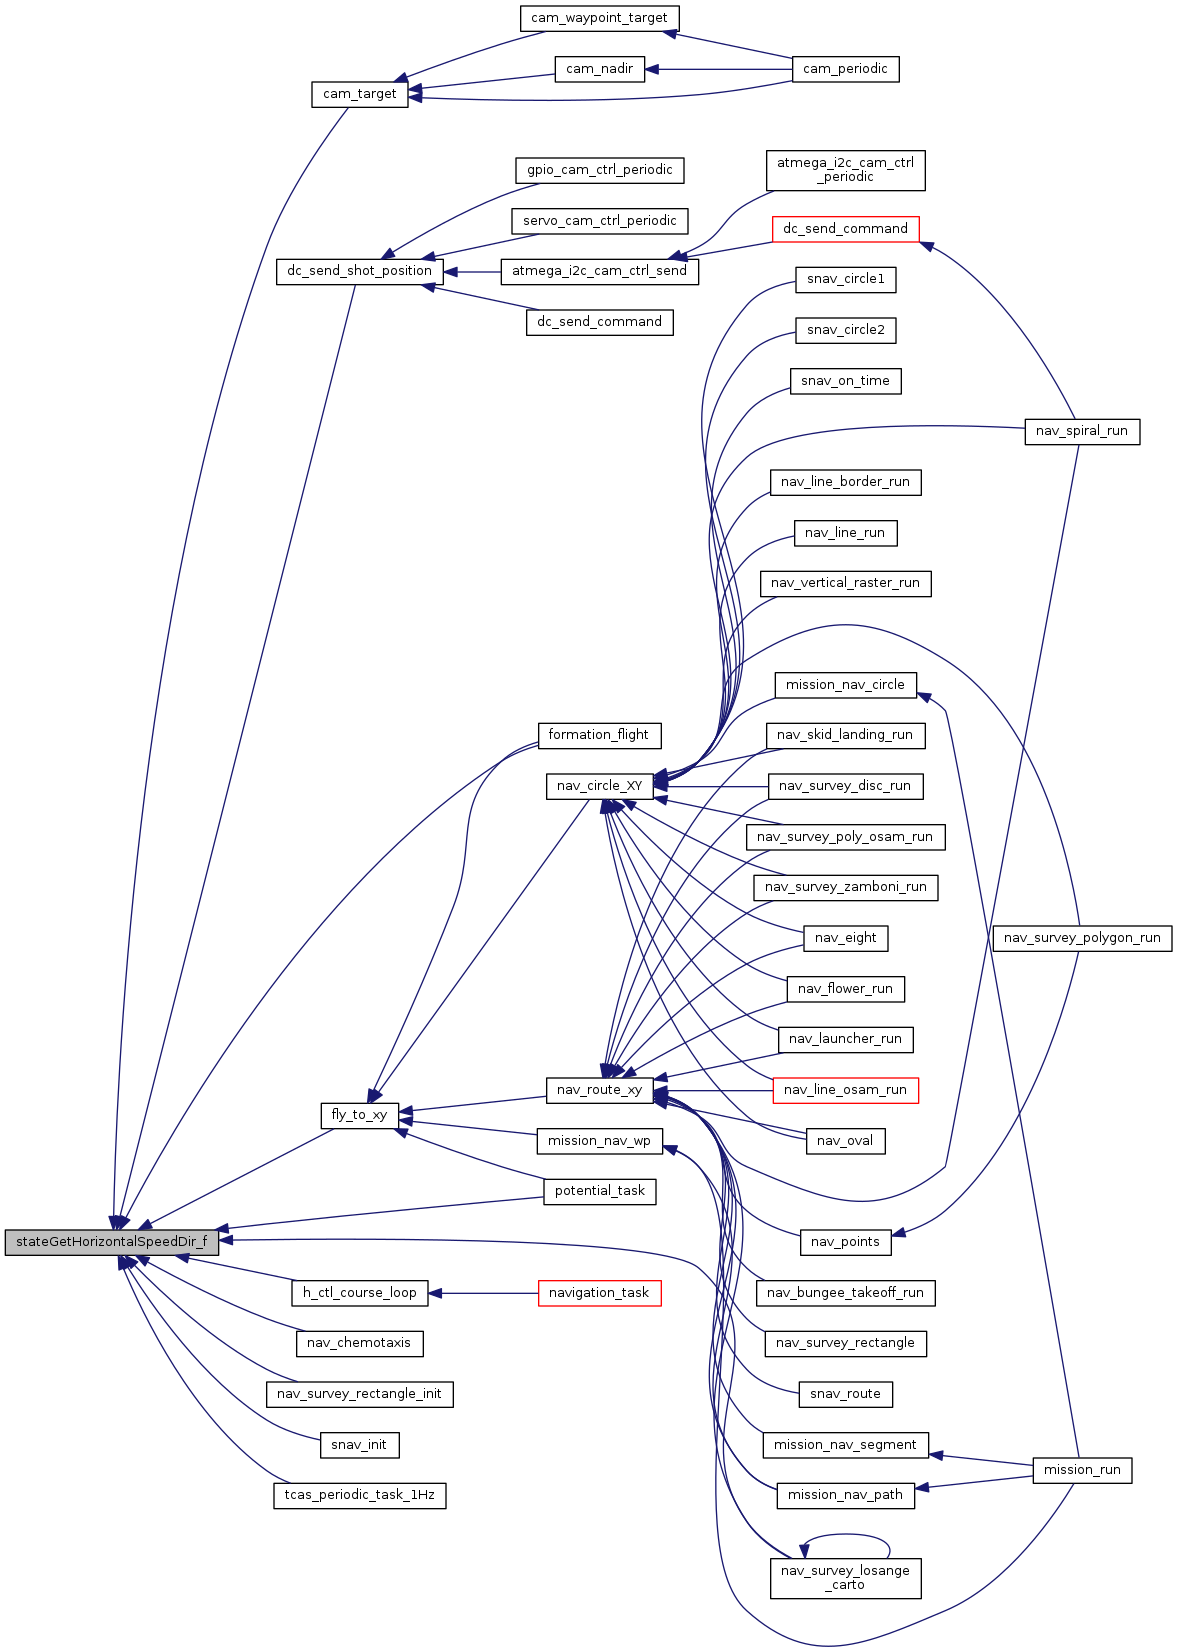 cam_waypoint_target
cam_nadir
cam_periodic
cam_target
atmega_i2c_cam_ctrl
_periodic
gpio_cam_ctrl_periodic
servo_cam_ctrl_periodic
dc_send_command
dc_send_shot_position
atmega_i2c_cam_ctrl_send
snav_circle1
dc_send_command
snav_circle2
snav_on_time
nav_spiral_run
nav_line_border_run
nav_line_run
nav_vertical_raster_run
mission_nav_circle
formation_flight
nav_skid_landing_run
nav_circle_XY
nav_survey_disc_run
nav_survey_poly_osam_run
nav_survey_zamboni_run
nav_eight
nav_survey_polygon_run
nav_flower_run
nav_launcher_run
nav_route_xy
nav_line_osam_run
fly_to_xy
mission_nav_wp
nav_oval
potential_task
stateGetHorizontalSpeedDir_f
nav_points
h_ctl_course_loop
navigation_task
nav_bungee_takeoff_run
nav_chemotaxis
nav_survey_rectangle
nav_survey_rectangle_init
snav_route
snav_init
mission_nav_segment
mission_run
tcas_periodic_task_1Hz
mission_nav_path
nav_survey_losange
_carto